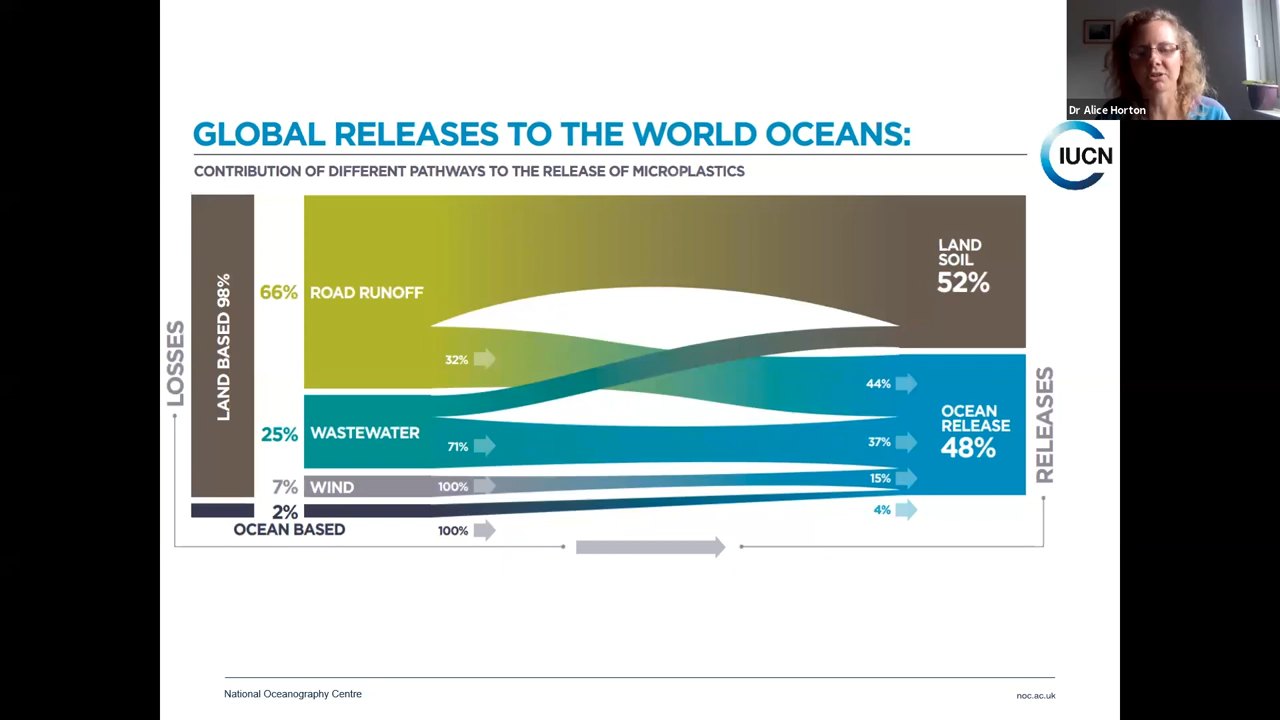 Dr Alice Horton
GLOBAL RELEASES TO THE WORLD OCEANS:
IUCN
CONTRIBUTION OF DIFFERENT PATHWAYS TO THE RELEASE OF MICROPLASTICS
LOSSES
LAND BASED 98%
66% ROAD RUNOFF
32%
25% WASTEWATER
71%
7% WIND
100%
2%
OCEAN BASED
100%
LAND
SOIL
52%
44%
OCEAN
RELEASE
48%
37%
15%
4%
RELEASES
National Oceanography Centre
noc.ac.uk